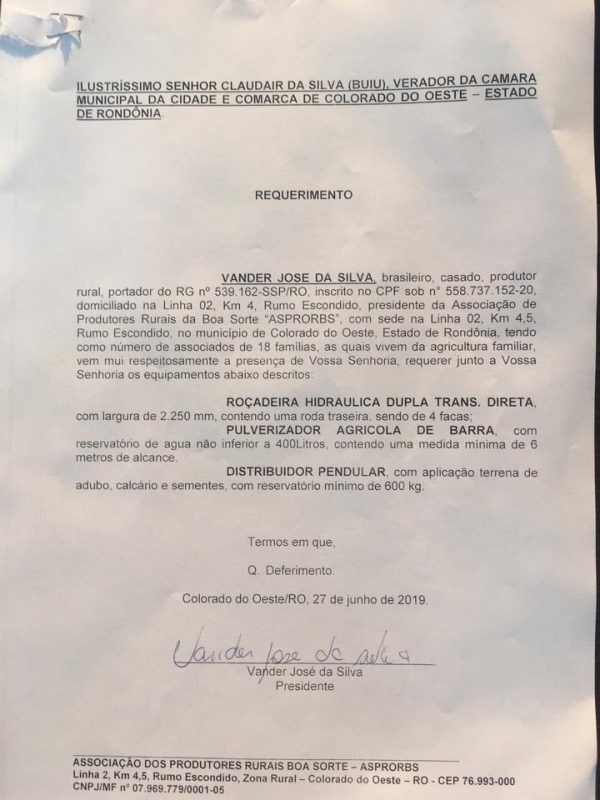 ILUSTRÍSSIMO SENHOR CLAUDAIR DA SILVA (BUIU), VERADOR DA CAMARA
MUNICIPAL DA CIDADE E COMARCA DE COLORADO DO OESTE – ESTADO
DE RONDÔNIA.
REQUERIMENTO
VANDER JOSE DA SILVA, brasileiro, casado, produtor
rural, portador do RG nº 539.162-SSP/RO, inscrito no CPF sob n° 558.737.152-20,
domiciliado na Linha 02, Km 4, Rumo Escondido, presidente da Associação de
Produtores Rurais da Boa Sorte “ASPRORBS”, com sede na Linha 02, Km 4,5,
Rumo Escondido, no município de Colorado do Oeste, Estado de Rondônia, tendo
como número de associados de 18 famílias, as quais vivem da agricultura familiar,
vem mui respeitosamente a presença de Vossa Senhoria, requerer junto a Vossa
Senhoria os equipamentos abaixo descritos:
ROÇADEIRA HIDRAULICA DUPLA TRANS. DIRETA,
com largura de 2.250 mm, contendo uma roda traseira, sendo de 4 facas;
PULVERIZADOR AGRICOLA DE BARRA, com
reservatório de agua não inferior a 400Litros, contendo uma medida mínima de 6
metros de alcance.
DISTRIBUIDOR PENDULAR, com aplicação terrena de
adubo, calcário e sementes, com reservatório mínimo de 600 kg.
Termos em que,
Q. Deferimento.
Colorado do Oeste/RO, 27 de junho de 2019.
Vander Jose da silva
Vander José da Silva
Presidente
ASSOCIAÇÃO DOS PRODUTORES RURAIS BOA SORTE – ASPRORBS
Linha 2, Km 4,5, Rumo Escondido, Zona Rural – Colorado do Oeste – RO - CEP 76.993-000
CNPJ/MF nº 07.969.779/0001-05